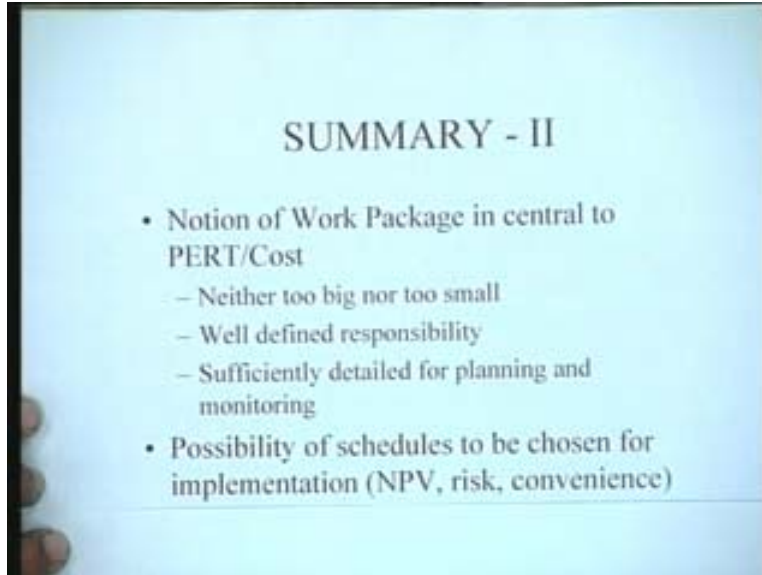 SUMMARY - II
• Notion of Work Package in central to
PERT/Cost
– Neither too big nor too small
– Well defined responsibility
– Sufficiently detailed for planning and
monitoring
• Possibility of schedules to be chosen for
implementation (NPV, risk, convenience)